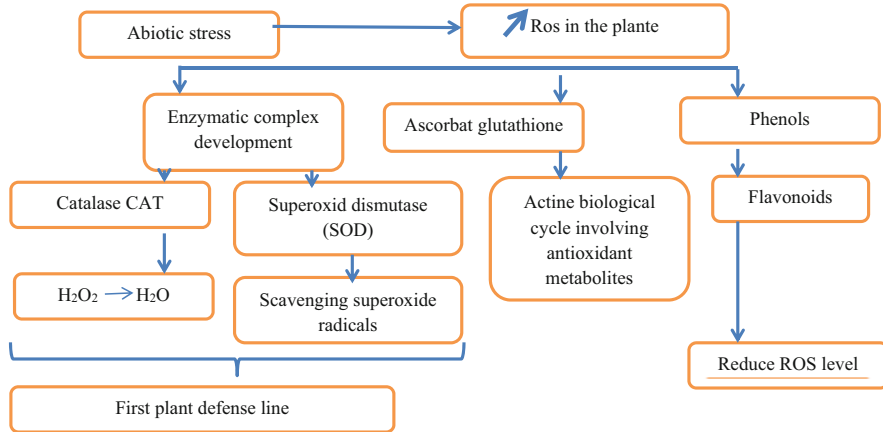 Abiotic stress
Ros in the plante
Enzymatic complex
development
Ascorbat glutathione
Phenols
Catalase CAT
Superoxid dismutase
(SOD)
Actine biological
cycle involving
antioxidant
metabolites
Flavonoids
H₂O₂ → H₂O
Scavenging superoxide
radicals
Reduce ROS level
First plant defense line